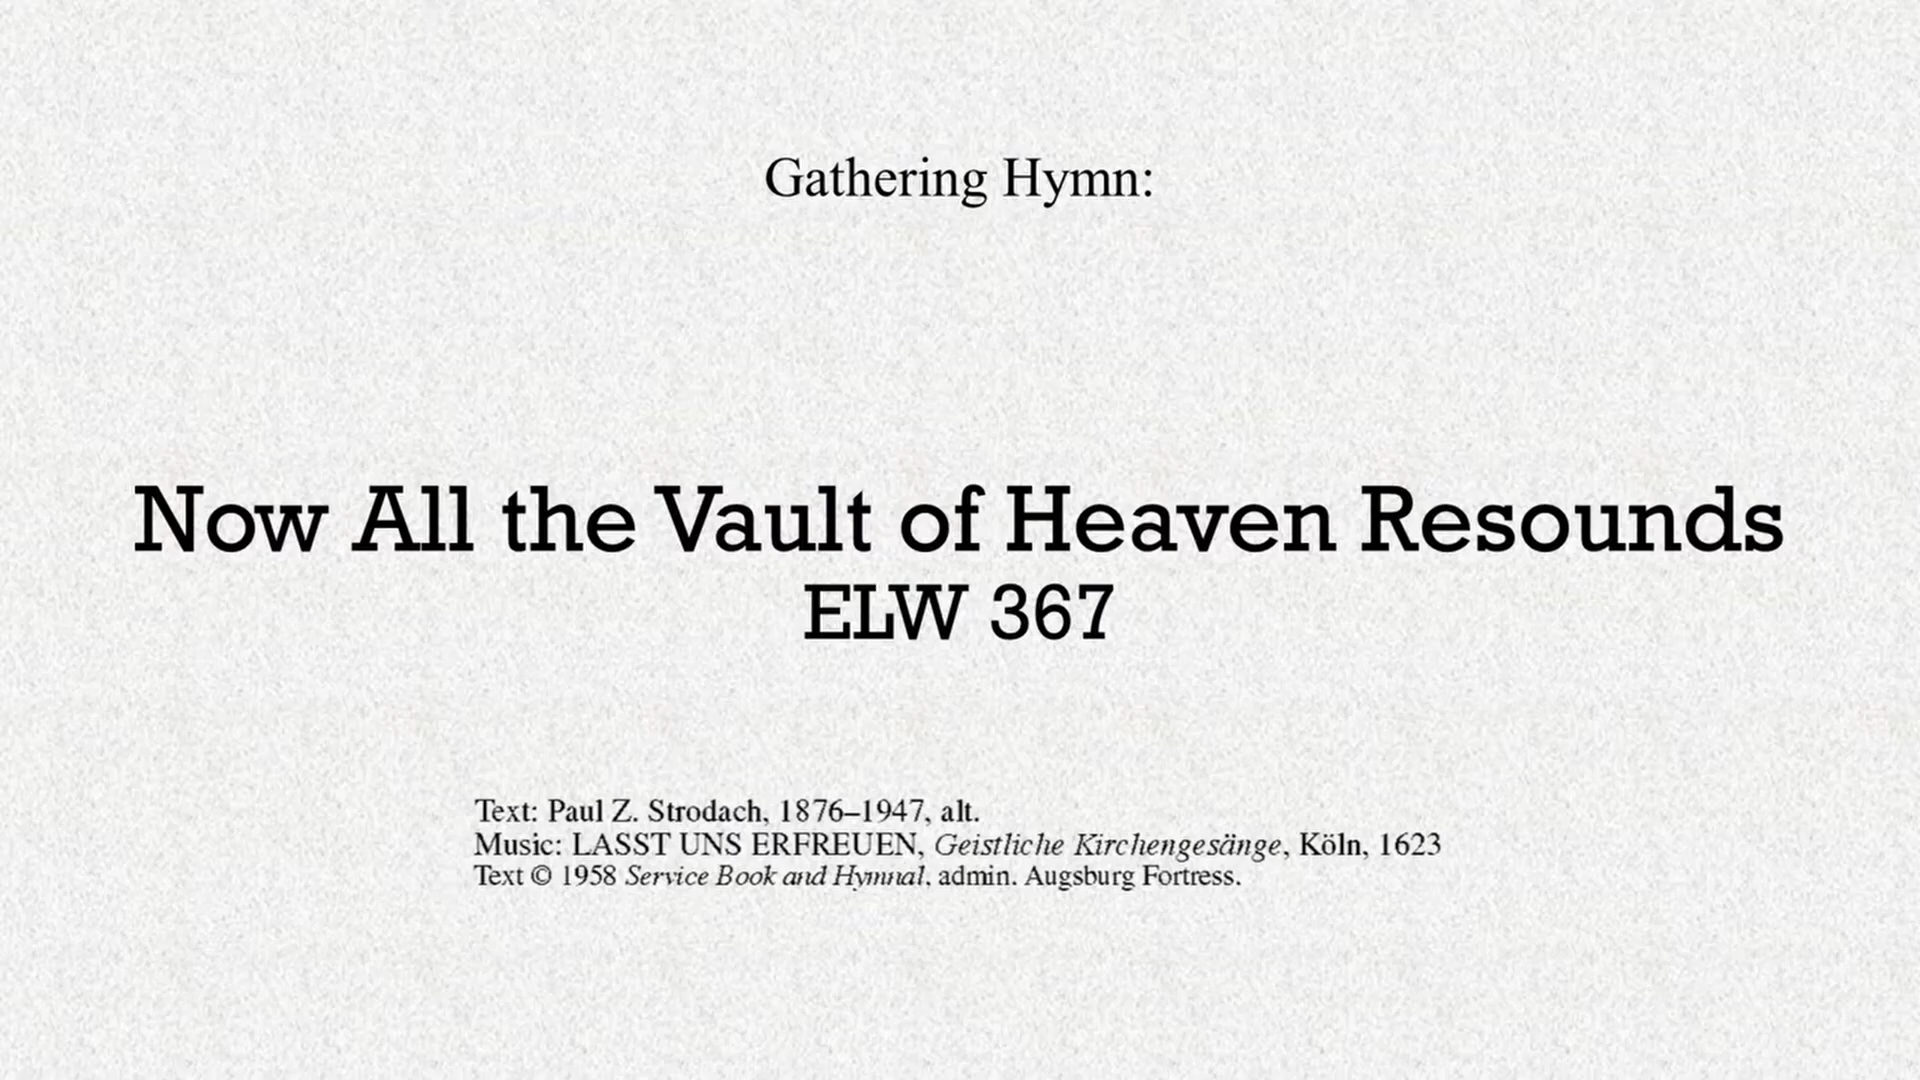 Gathering Hymn:
Now All the Vault of Heaven Resounds
ELW 367
Text: Paul Z. Strodach, 1876–1947, alt.
Music: LASST UNS ERFREUEN, Geistliche Kirchengesänge, Köln, 1623
Text © 1958 Service Book and Hymnal, admin. Augsburg Fortress.